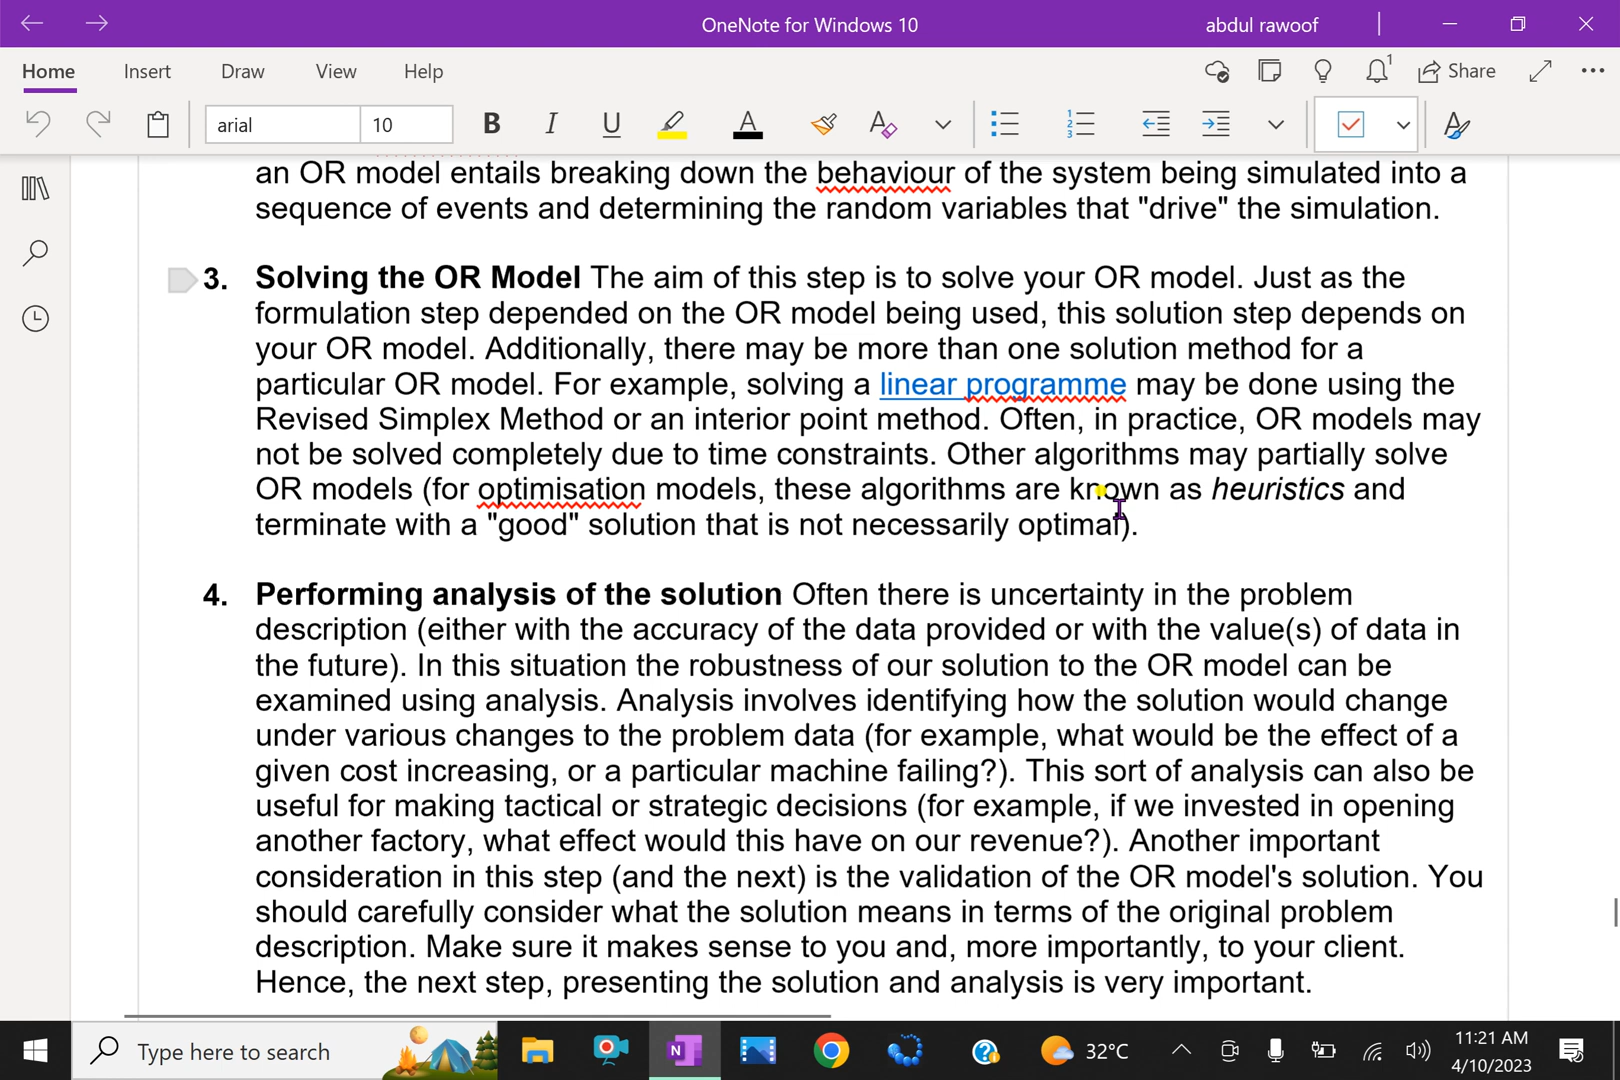 OneNote for Windows 10
abdul rawoof
Home Insert Draw View Help
1
Share
arial 10 B I U A A
1
2
3
A
an OR model entails breaking down the behaviour of the system being simulated into a
sequence of events and determining the random variables that "drive" the simulation.
3. Solving the OR Model The aim of this step is to solve your OR model. Just as the
formulation step depended on the OR model being used, this solution step depends on
your OR model. Additionally, there may be more than one solution method for a
particular OR model. For example, solving a linear programme may be done using the
Revised Simplex Method or an interior point method. Often, in practice, OR models may
not be solved completely due to time constraints. Other algorithms may partially solve
OR models (for optimisation models, these algorithms are known as heuristics and
terminate with a "good" solution that is not necessarily optimal).
4. Performing analysis of the solution Often there is uncertainty in the problem
description (either with the accuracy of the data provided or with the value(s) of data in
the future). In this situation the robustness of our solution to the OR model can be
examined using analysis. Analysis involves identifying how the solution would change
under various changes to the problem data (for example, what would be the effect of a
given cost increasing, or a particular machine failing?). This sort of analysis can also be
useful for making tactical or strategic decisions (for example, if we invested in opening
another factory, what effect would this have on our revenue?). Another important
consideration in this step (and the next) is the validation of the OR model's solution. You
should carefully consider what the solution means in terms of the original problem
description. Make sure it makes sense to you and, more importantly, to your client.
Hence, the next step, presenting the solution and analysis is very important.
Type here to search
N
32°C
11:21 AM
4/10/2023